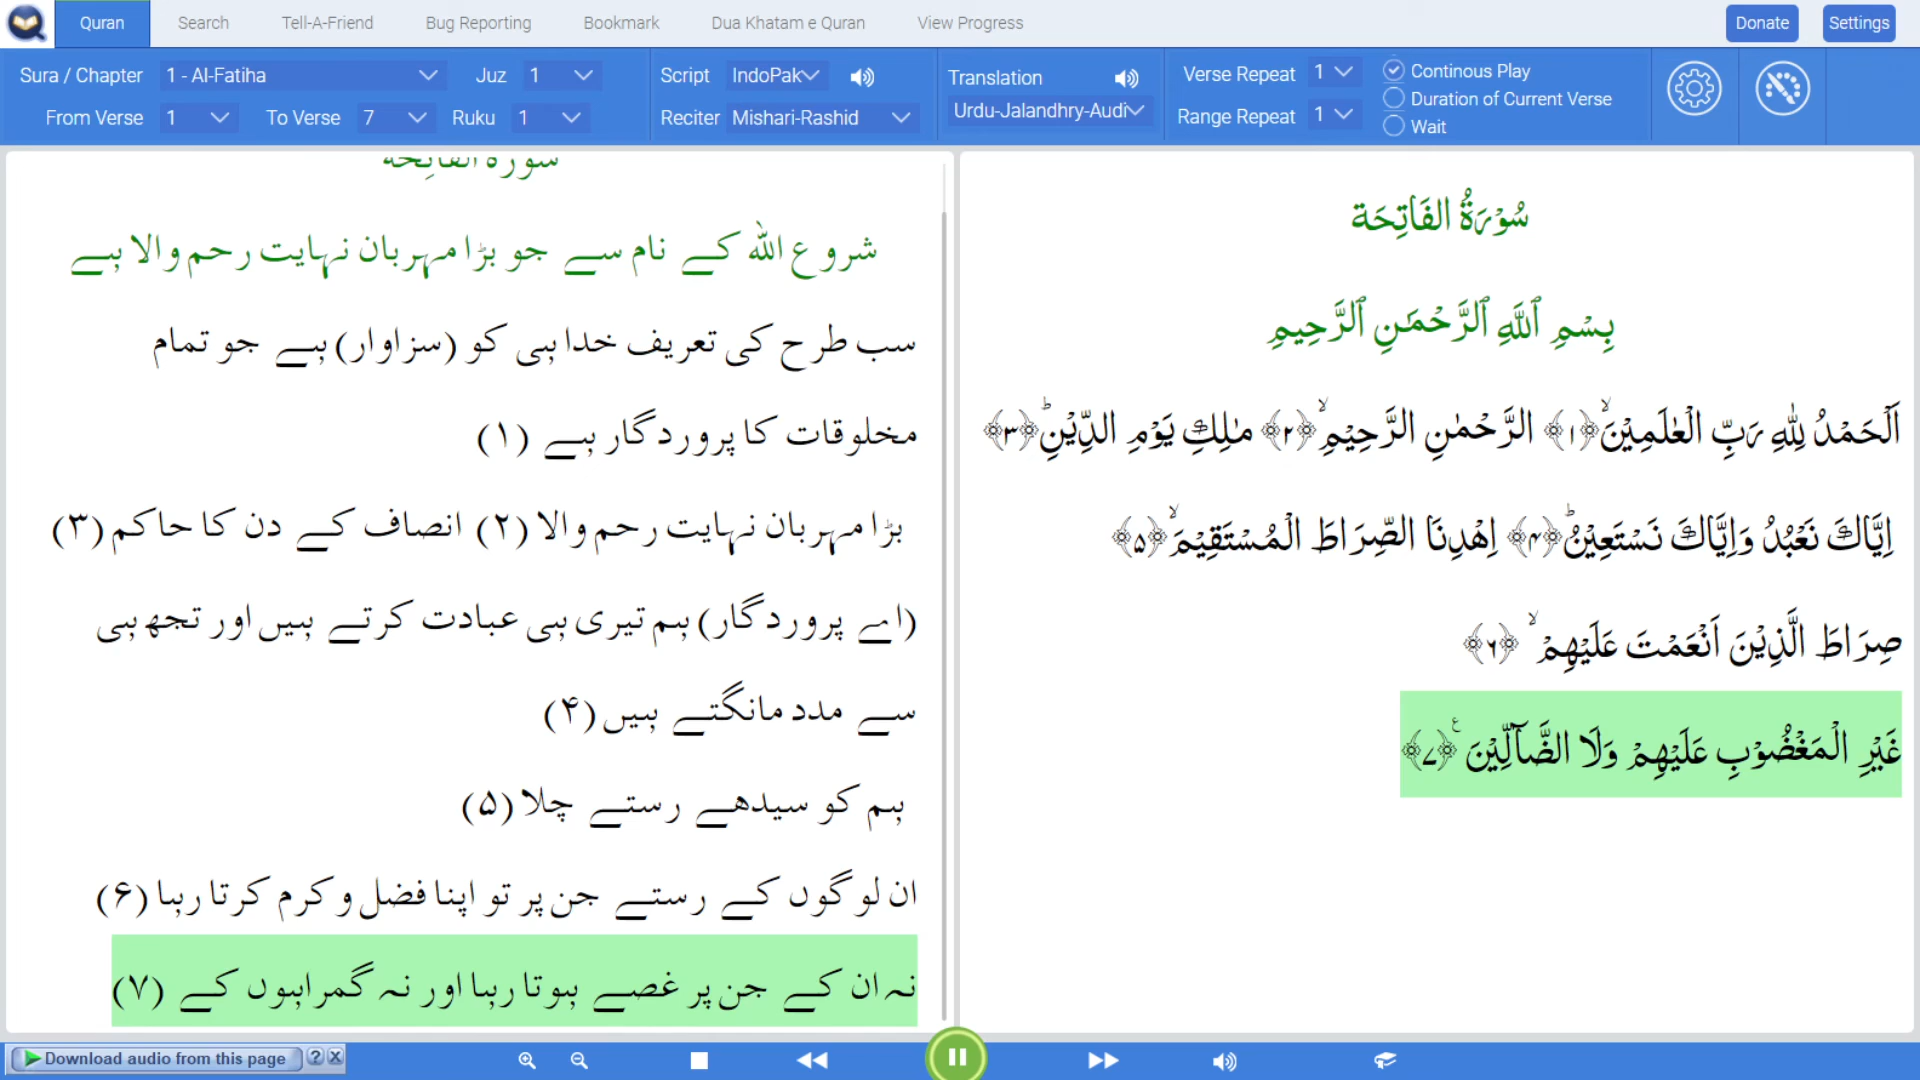 Quran Search Tell-A-Friend Bug Reporting Bookmark Dua Khatam e Quran View Progress Donate Settings
Sura / Chapter 1 - Al-Fatiha Juz 1 Script IndoPak Translation Verse Repeat 1 Continous Play
Urdu-Jalandhry-Audi Duration of Current Verse
From Verse 1 To Verse 7 Ruku 1 Reciter Mishari-Rashid Range Repeat 1 Wait
سورة الفاتحة
شروع الله کے نام سے جو بڑا مہربان نہایت رحم والا ہے
سب طرح کی تعریف خدا ہی کو (سزاوار) ہے جو تمام
مخلوقات کا پروردگار ہے (۱)
بڑا مہربان نہایت رحم والا (۲) انصاف کے دن کا حاکم (۳)
(اے پروردگار) ہم تیری ہی عبادت کرتے ہیں اور تجھ ہی
سے مدد مانگتے ہیں (۴)
ہم کو سیدھے رستے چلا (۵)
ان لوگوں کے رستے جن پر تو اپنا فضل و کرم کرتا رہا (۶)
نہ ان کے جن پر غصے ہوتا رہا اور نہ گمراہوں کے (۷)
سُوْرَةُ الفَاتِحَة
بِسْمِ ٱللَّهِ ٱلرَّحْمَٰنِ ٱلرَّحِيمِ
اَلْحَمْدُ لِلّٰهِ رَبِّ الْعٰلَمِيْنَۙ‏﴿۱﴾ الرَّحْمٰنِ الرَّحِيْمِۙ‏﴿۲﴾ مٰلِكِ يَوْمِ الدِّيْنِؕ‏﴿۳﴾
اِيَّاكَ نَعْبُدُ وَاِيَّاكَ نَسْتَعِيْنُؕ‏﴿۴﴾ اِهْدِنَا الصِّرَاطَ الْمُسْتَقِيْمَۙ‏﴿۵﴾
صِرَاطَ الَّذِيْنَ اَنْعَمْتَ عَلَيْهِمْۙ ﴿۶﴾
غَيْرِ الْمَغْضُوْبِ عَلَيْهِمْ وَلَا الضَّآلِّيْنَ‏ۧ ﴿۷﴾
Download audio from this page ? X